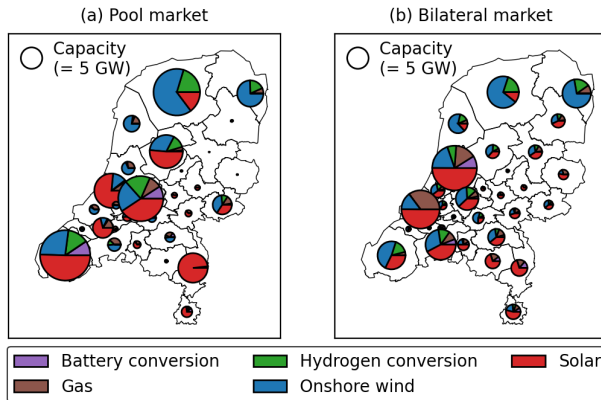 (a) Pool market
(b) Bilateral market
Capacity
(= 5 GW)
Capacity
(= 5 GW)
Battery conversion
Hydrogen conversion
Solar
Gas
Onshore wind